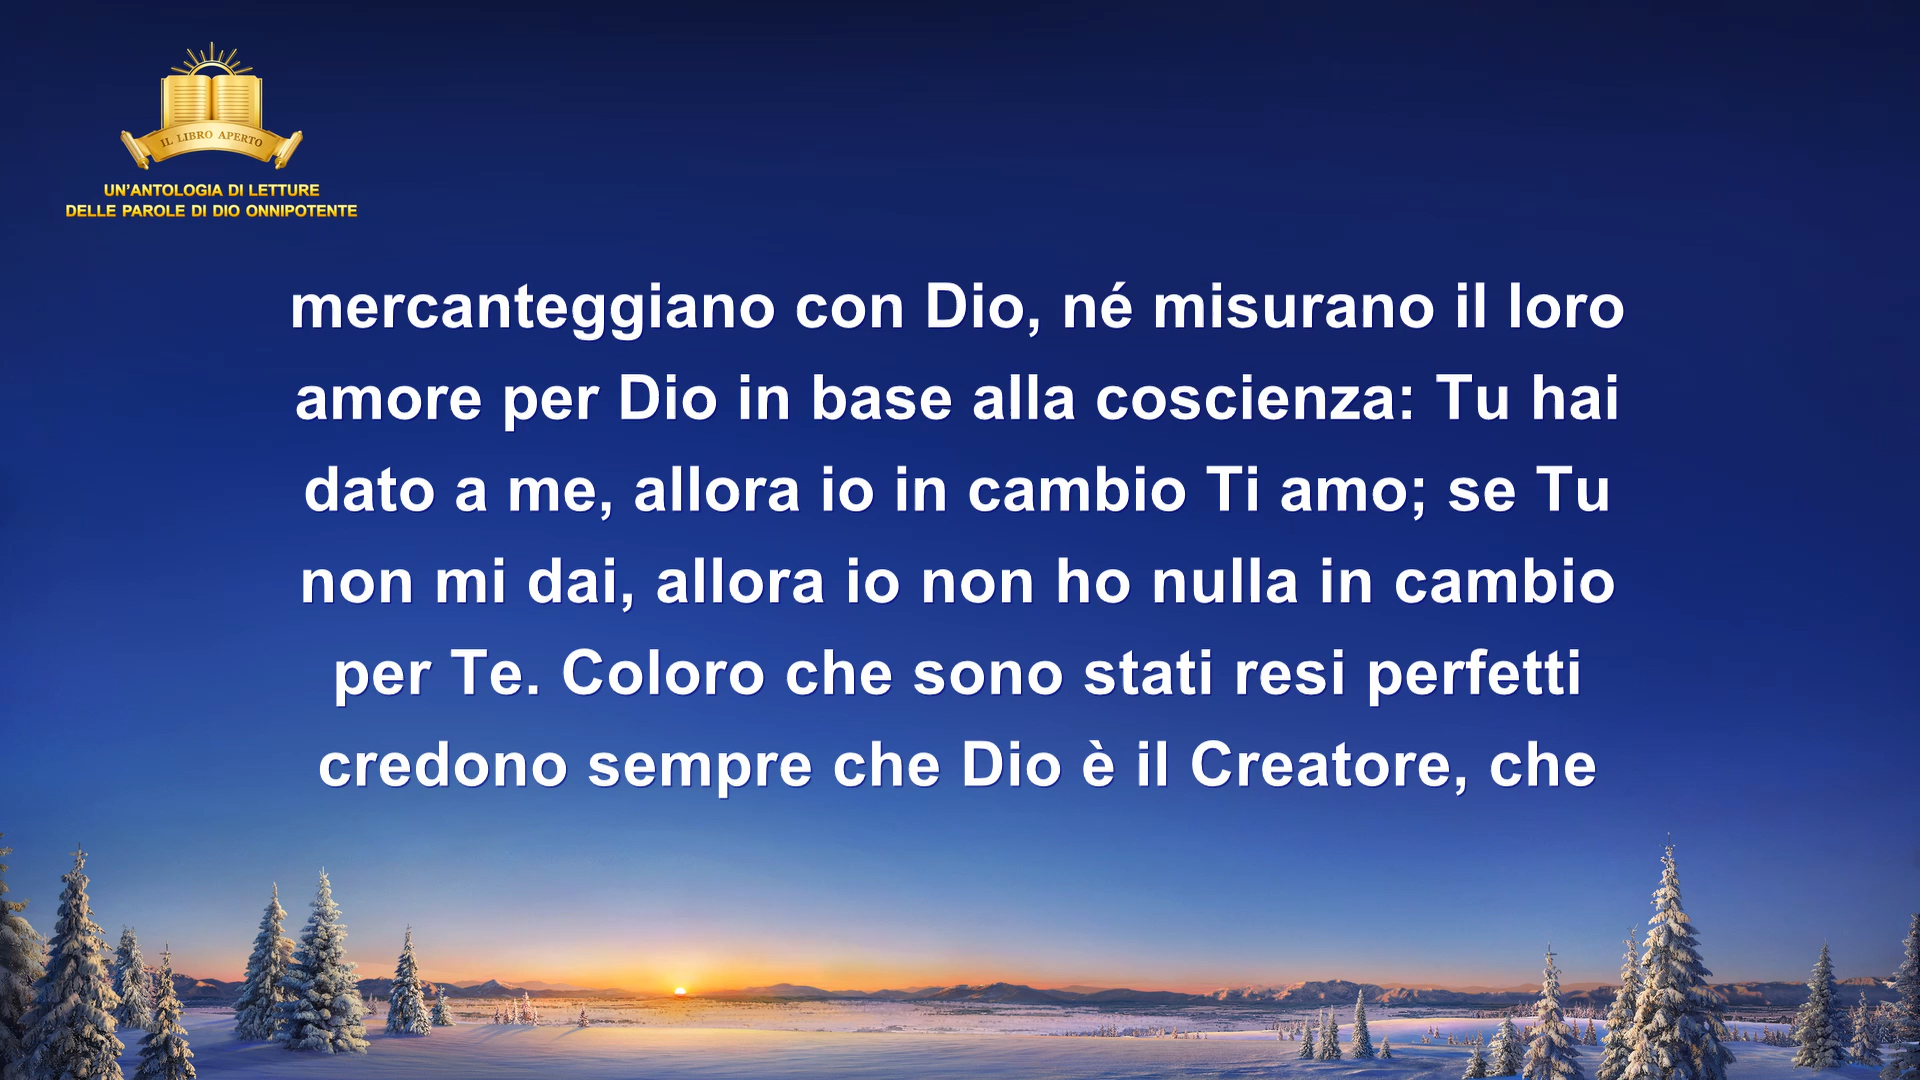 IL LIBRO APERTO
UN'ANTOLOGIA DI LETTURE
DELLE PAROLE DI DIO ONNIPOTENTE
mercanteggiano con Dio, né misurano il loro
amore per Dio in base alla coscienza: Tu hai
dato a me, allora io in cambio Ti amo; se Tu
non mi dai, allora io non ho nulla in cambio
per Te. Coloro che sono stati resi perfetti
credono sempre che Dio è il Creatore, che